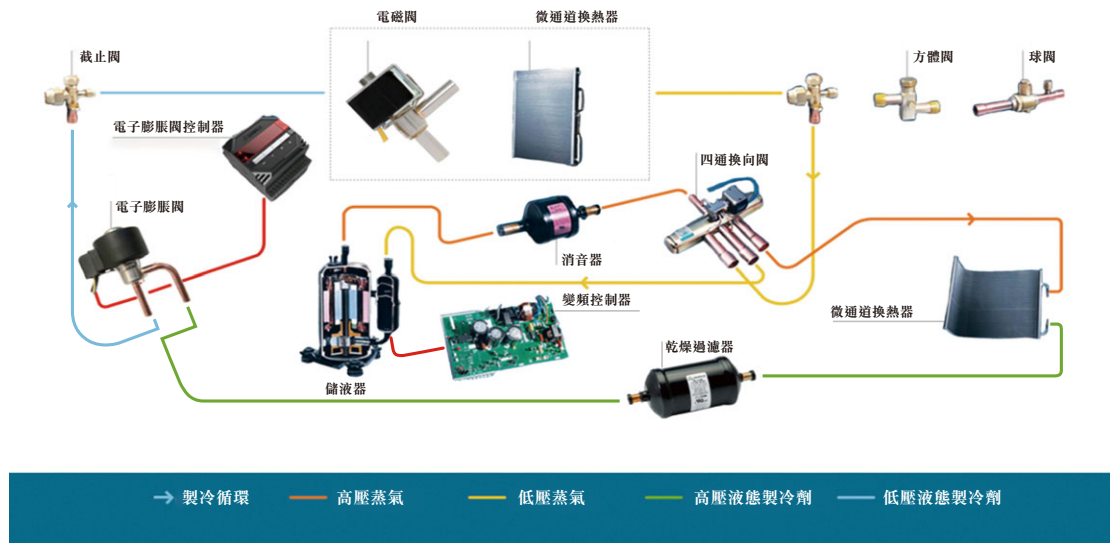 電磁閥
微通道換熱器
截止閥
方體閥
球閥
電子膨脹閥控制器
四通換向閥
電子膨脹閥
消音器
變頻控制器
微通道換熱器
乾燥過濾器
儲液器
製冷循環
高壓蒸氣
低壓蒸氣
高壓液態製冷劑
低壓液態製冷劑